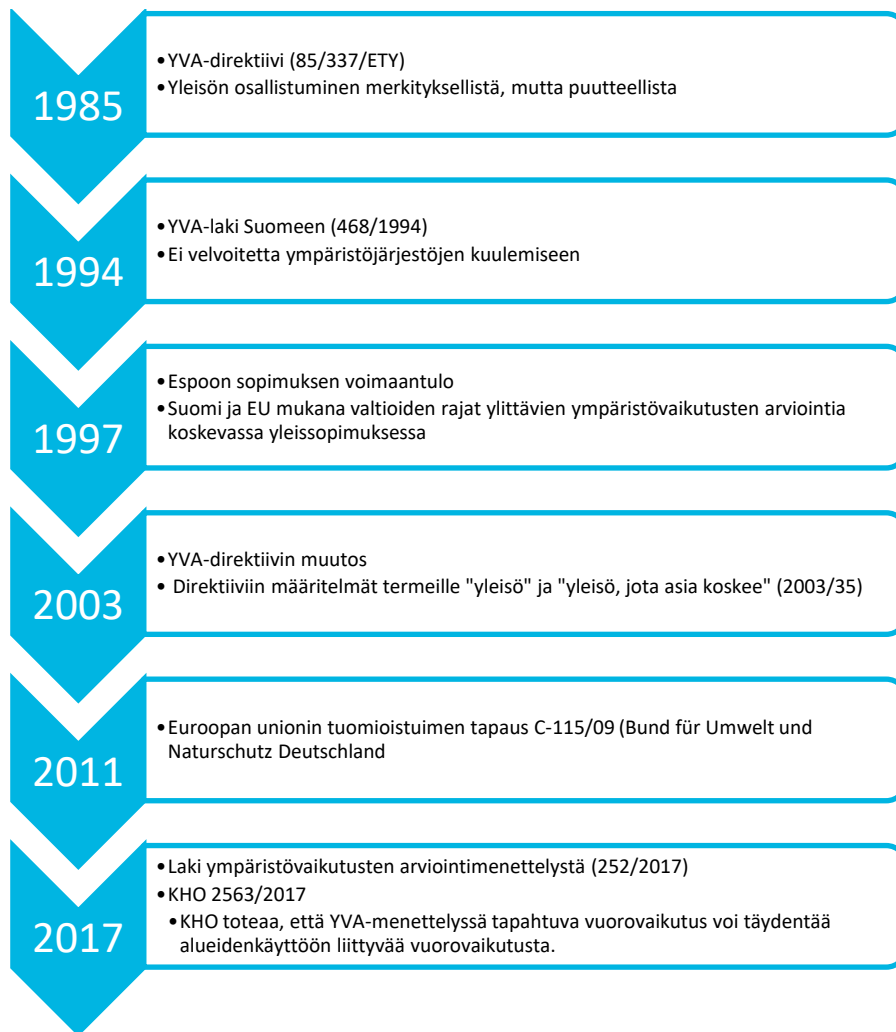 1985
•YVA-direktiivi (85/337/ETY)
•Yleisön osallistuminen merkityksellistä, mutta puutteellista
1994
•YVA-laki Suomeen (468/1994)
•Ei velvoitetta ympäristöjärjestöjen kuulemiseen
1997
•Espoon sopimuksen voimaantulo
•Suomi ja EU mukana valtioiden rajat ylittävien ympäristövaikutusten arviointia
koskevassa yleissopimuksessa
2003
•YVA-direktiivin muutos
• Direktiiviin määritelmät termeille "yleisö" ja "yleisö, jota asia koskee" (2003/35)
2011
•Euroopan unionin tuomioistuimen tapaus C-115/09 (Bund für Umwelt und
Naturschutz Deutschland
2017
•Laki ympäristövaikutusten arviointimenettelystä (252/2017)
•KHO 2563/2017
•KHO toteaa, että YVA-menettelyssä tapahtuva vuorovaikutus voi täydentää
alueidenkäyttöön liittyvää vuorovaikutusta.